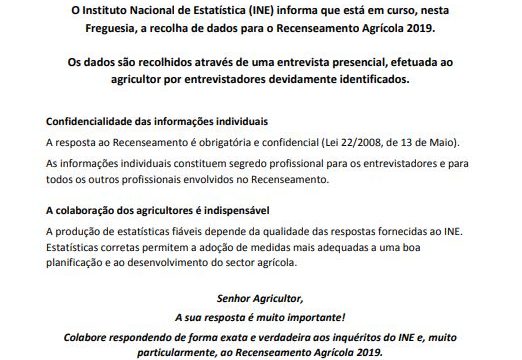 O Instituto Nacional de Estatística (INE) informa que está em curso, nesta
Freguesia, a recolha de dados para o Recenseamento Agrícola 2019.
Os dados são recolhidos através de uma entrevista presencial, efetuada ao
agricultor por entrevistadores devidamente identificados.
Confidencialidade das informações individuais
A resposta ao Recenseamento é obrigatória e confidencial (Lei 22/2008, de 13 de Maio).
As informações individuais constituem segredo profissional para os entrevistadores e para
todos os outros profissionais envolvidos no Recenseamento.
A colaboração dos agricultores é indispensável
A produção de estatísticas fiáveis depende da qualidade das respostas fornecidas ao INE.
Estatísticas corretas permitem a adoção de medidas mais adequadas a uma boa
planificação e ao desenvolvimento do sector agrícola.
Senhor Agricultor,
A sua resposta é muito importante!
Colabore respondendo de forma exata e verdadeira aos inquéritos do INE e, muito
particularmente, ao Recenseamento Agrícola 2019.